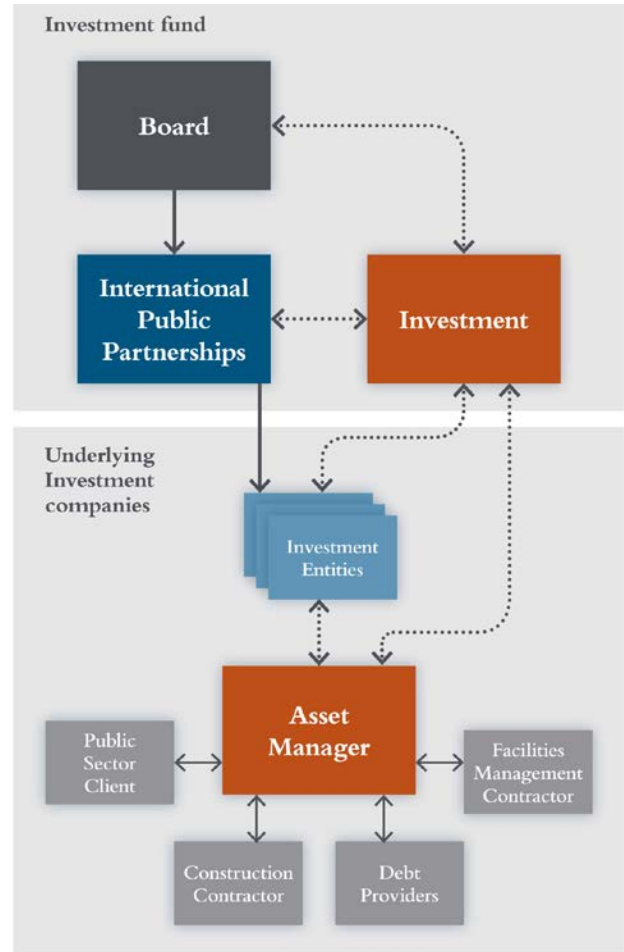 Investment fund
Board
International
Public
Partnerships
Investment
Underlying
Investment
companies
Investment
Entities
Asset
Manager
Public
Sector
Client
Facilities
Management
Contractor
Construction
Contractor
Debt
Providers